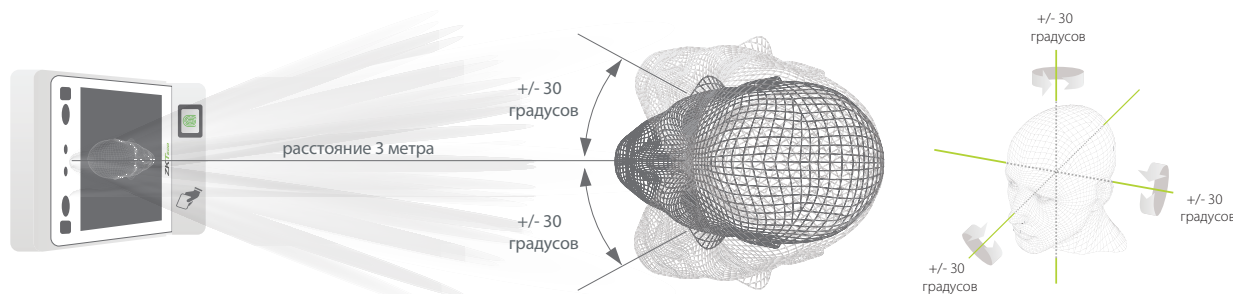 расстояние 3 метра
+/- 30
градусов
+/- 30
градусов
+/- 30
градусов
+/- 30
градусов
+/- 30
градусов